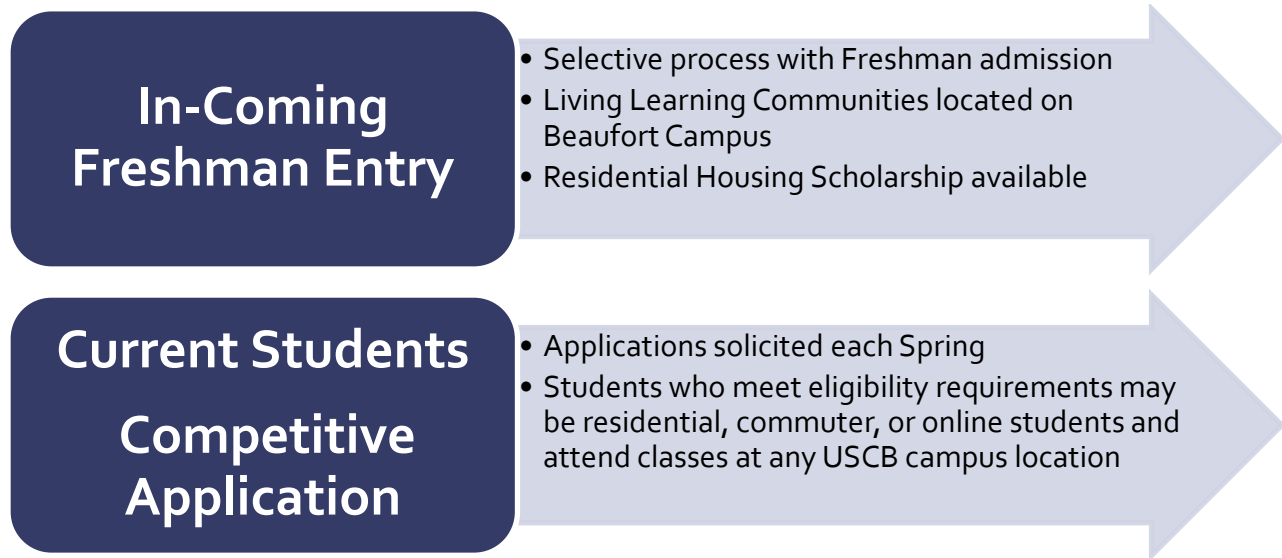 In-Coming
Freshman Entry
• Selective process with Freshman admission
• Living Learning Communities located on
Beaufort Campus
• Residential Housing Scholarship available
Current Students
Competitive
Application
• Applications solicited each Spring
• Students who meet eligibility requirements may
be residential, commuter, or online students and
attend classes at any USCB campus location